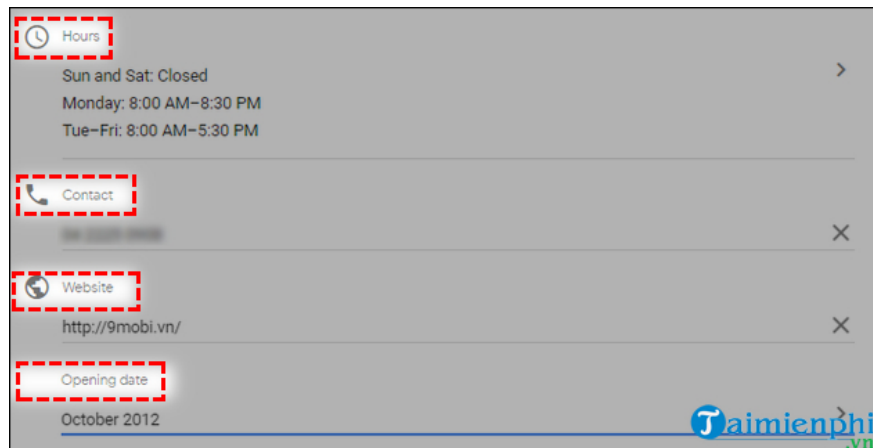 Hours
Sun and Sat: Closed
Monday: 8:00 AM–8:30 PM
Tue–Fri: 8:00 AM–5:30 PM
Contact
Website
http://9mobi.vn/
Opening date
October 2012
Taimienphi
.vn